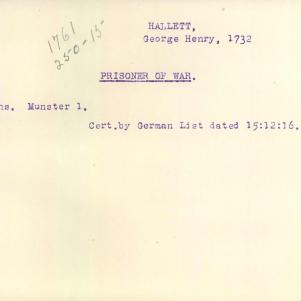 1761
HALLETT,
250-15
George Henry, 1732
PRISONER OF WAR.
ns. Munster 1.
Cert.by German List dated 15:12:16.